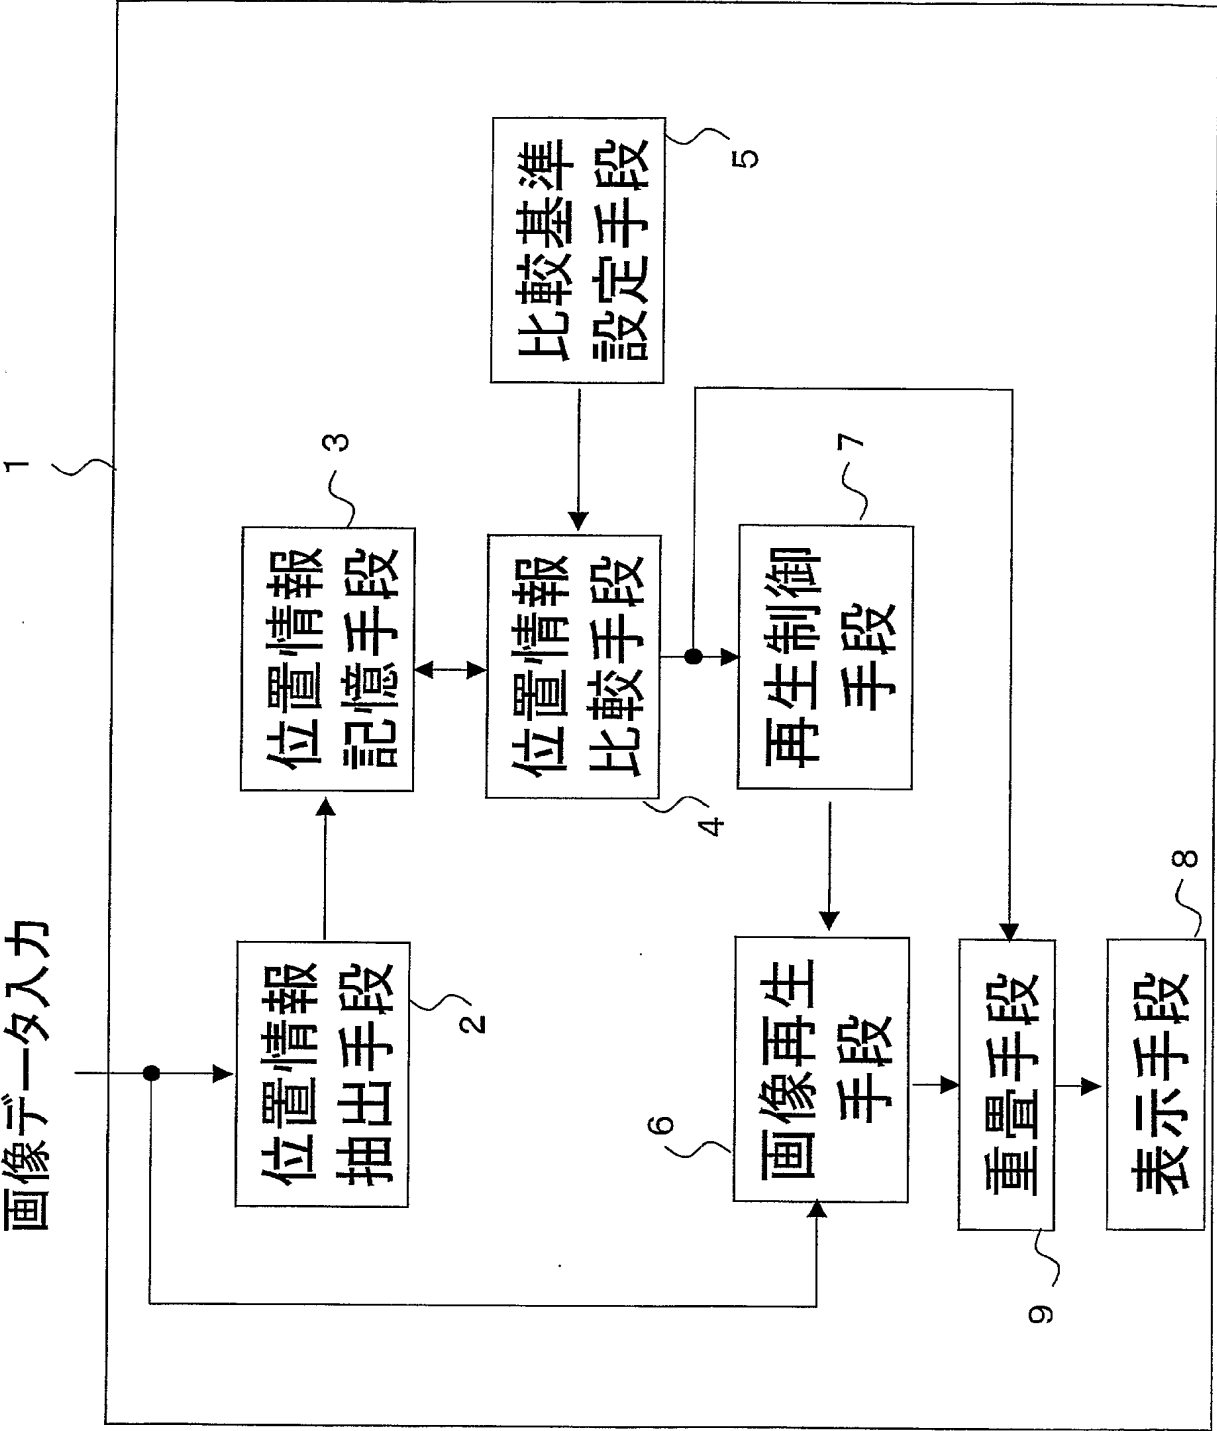 画像データ入力
1
位置情報
抽出手段
2
位置情報
記憶手段
3
位置情報
比較手段
4
比較基準
設定手段
5
画像再生
手段
6
再生制御
手段
7
重畳手段
9
表示手段
8